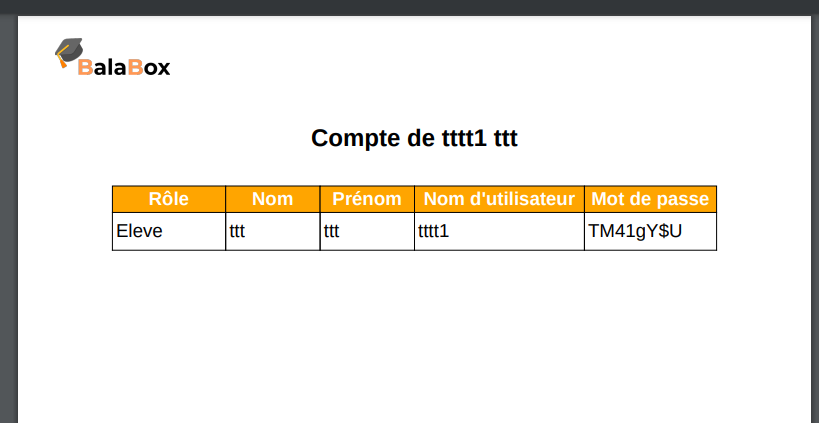 BalaBox
Compte de tttt1 ttt
Rôle Nom Prénom Nom d'utilisateur Mot de passe
Eleve ttt ttt tttt1 TM41gY$U